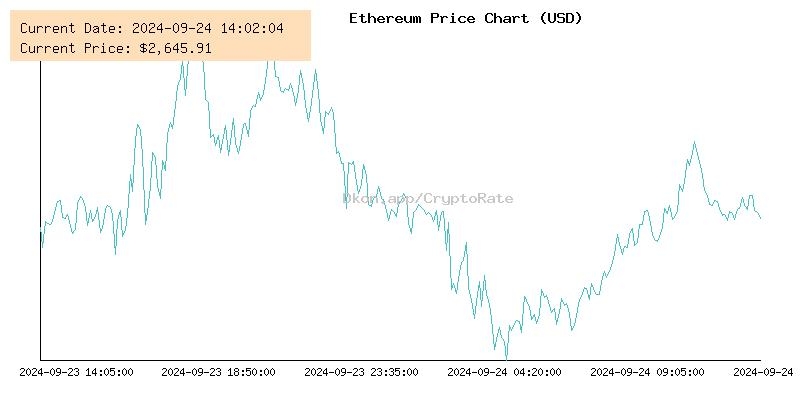 Ethereum Price Chart (USD)
Current Date: 2024-09-24 14:02:04
Current Price: $2,645.91
Dkon.app/CryptoRate
2024-09-23 14:05:00 2024-09-23 18:50:00 2024-09-23 23:35:00 2024-09-24 04:20:00 2024-09-24 09:05:00 2024-09-24